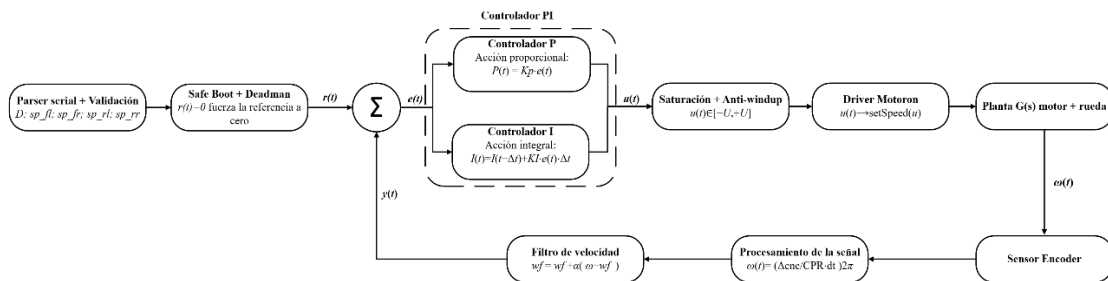 Controlador PI
Controlador P
Acción proporcional:
P(t) = Kp·e(t)
Parser serial + Validación
D; sp_fl; sp_fr; sp_rl; sp_rr
Safe Boot + Deadman
r(t)=0 fuerza la referencia a
cero
r(t)
Σ
e(t)
Controlador I
Acción integral:
I(t)=I(t−Δt)+KI·e(t)·Δt
u(t)
Saturación + Anti-windup
u(t)∈[−U,+U]
Driver Motoron
u(t)→setSpeed(u)
Planta G(s) motor + rueda
y(t)
ω(t)
Filtro de velocidad
wf = wf +α( ω−wf )
Procesamiento de la señal
ω(t)= (Δenc/CPR·dt )2π
Sensor Encoder